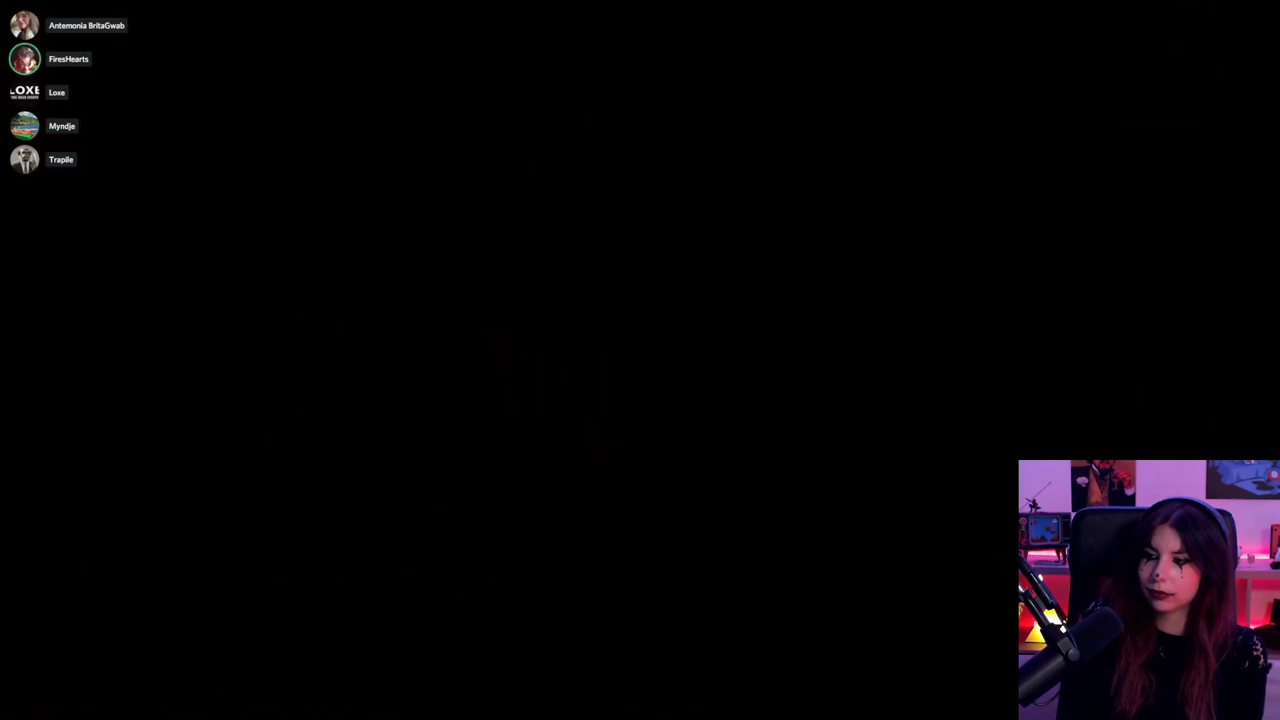 Antemonia BritaGwab
FiresHearts
LOXE
Loxe
Myndje
Trapile